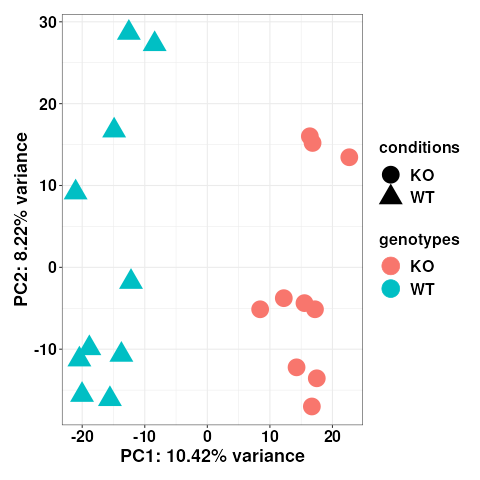 30
20
10
0
-10
-20 -10 0 10 20
PC1: 10.42% variance
PC2: 8.22% variance
conditions
KO
WT
genotypes
KO
WT